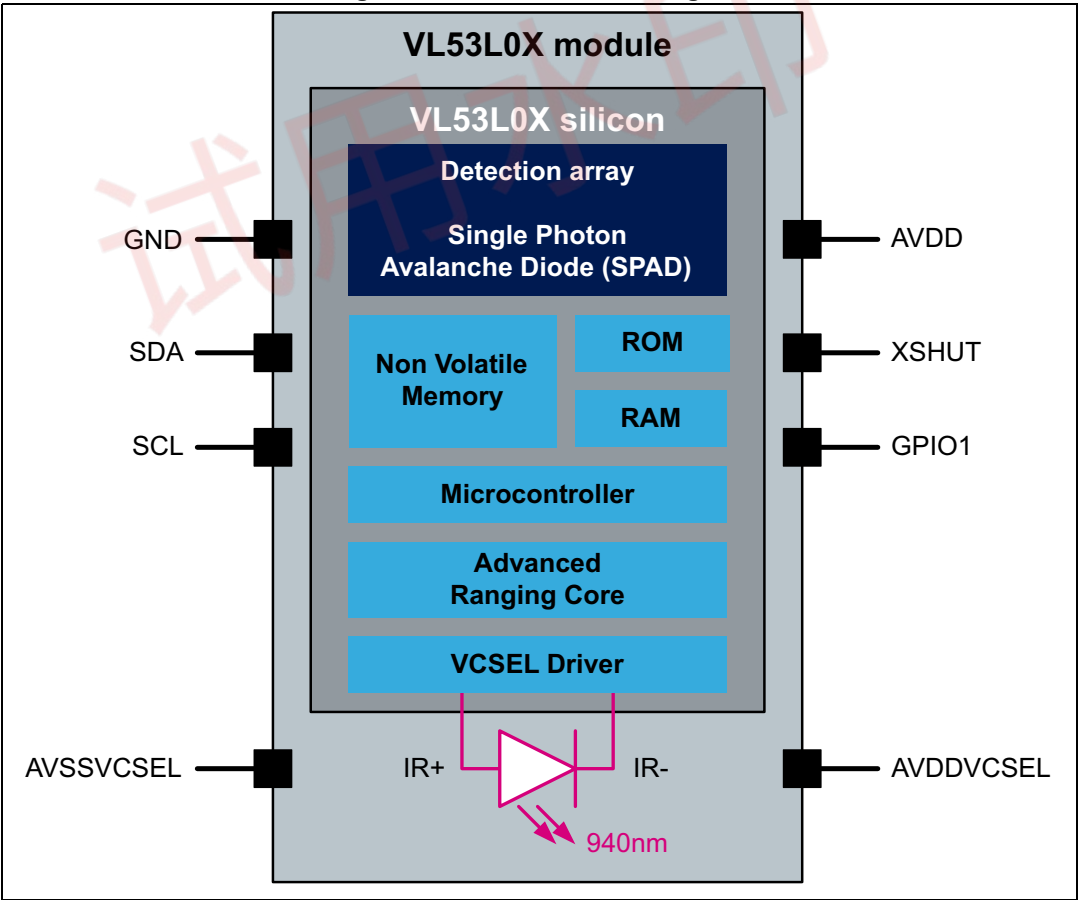 VL53L0X module
VL53L0X silicon
Detection array
Single Photon
Avalanche Diode (SPAD)
GND
AVDD
SDA
Non Volatile
Memory
ROM
XSHUT
RAM
SCL
GPIO1
Microcontroller
Advanced
Ranging Core
VCSEL Driver
AVSSVCSEL
IR+
IR-
AVDDVCSEL
940nm
试用水印